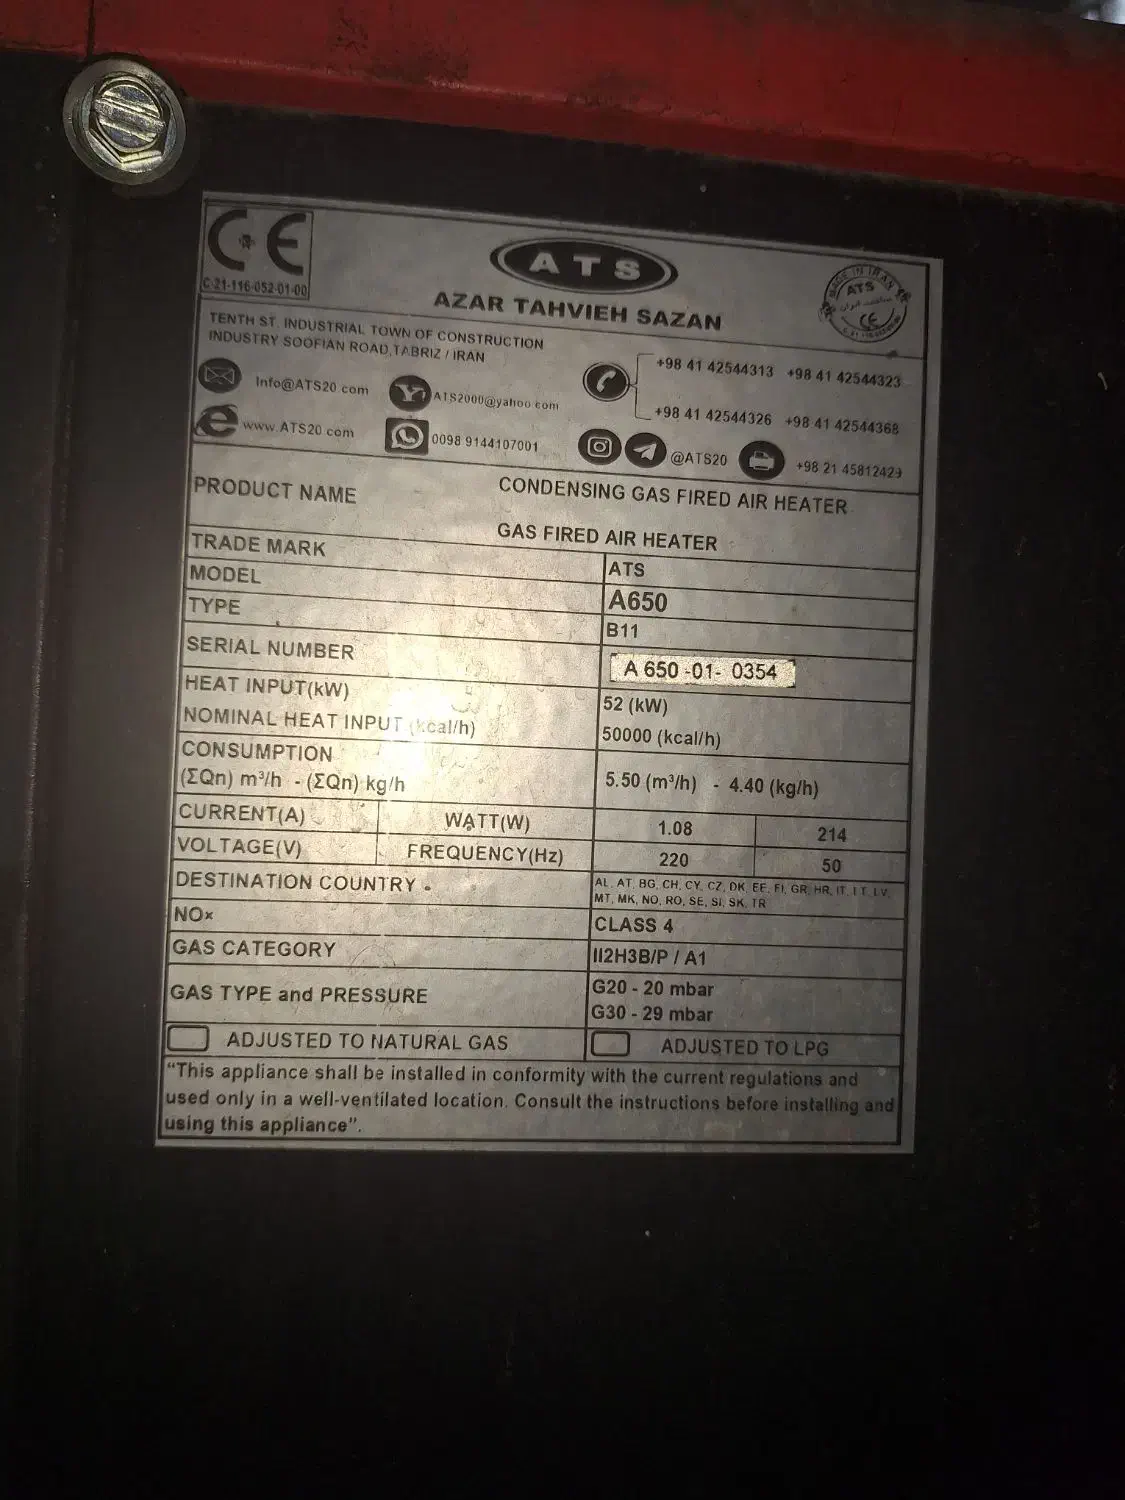 CE
C-21-116-052-01-00
ATS
AZAR TAHVIEH SAZAN
MADE IN IRAN
ATS
CE
TENTH ST. INDUSTRIAL TOWN OF CONSTRUCTION
INDUSTRY SOOFIAN ROAD,TABRIZ / IRAN
Info@ATS20.com
ATS2000@yahoo.com
+98 41 42544313 +98 41 42544323
+98 41 42544326 +98 41 42544368
www.ATS20.com
0098 9144107001
@ATS20
+98 21 45812423
PRODUCT NAME
CONDENSING GAS FIRED AIR HEATER
GAS FIRED AIR HEATER
TRADE MARK ATS
MODEL A650
TYPE B11
SERIAL NUMBER A 650 -01- 0354
HEAT INPUT(kW) 52 (kW)
NOMINAL HEAT INPUT (kcal/h) 50000 (kcal/h)
CONSUMPTION
(ΣQn) m³/h - (ΣQn) kg/h 5.50 (m³/h) - 4.40 (kg/h)
CURRENT(A) WATT(W) 1.08 214
VOLTAGE(V) FREQUENCY(Hz) 220 50
DESTINATION COUNTRY AL, AT, BG, CH, CY, CZ, DK, EE, FI, GR, HR, IT, LT, LV,
MT, MK, NO, RO, SE, SI, SK, TR
NOx CLASS 4
GAS CATEGORY II2H3B/P / A1
GAS TYPE and PRESSURE G20 - 20 mbar
G30 - 29 mbar
ADJUSTED TO NATURAL GAS ADJUSTED TO LPG
"This appliance shall be installed in conformity with the current regulations and
used only in a well-ventilated location. Consult the instructions before installing and
using this appliance".